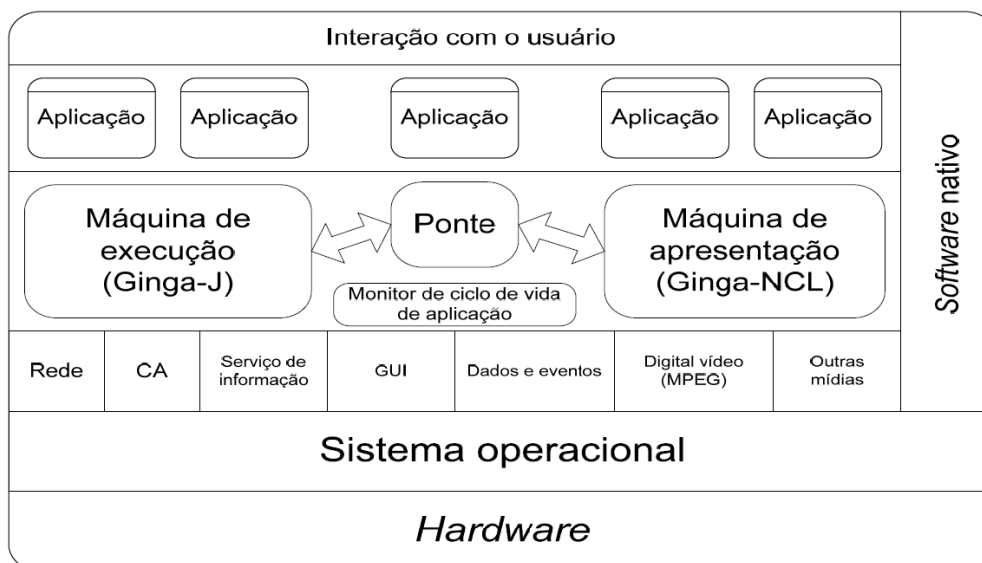 Interação com o usuário
Aplicação
Aplicação
Aplicação
Aplicação
Aplicação
Máquina de
execução
(Ginga-J)
Ponte
Máquina de
apresentação
(Ginga-NCL)
Monitor de ciclo de vida
de aplicação
Rede
CA
Serviço de
informação
GUI
Dados e eventos
Digital vídeo
(MPEG)
Outras
mídias
Software nativo
Sistema operacional
Hardware